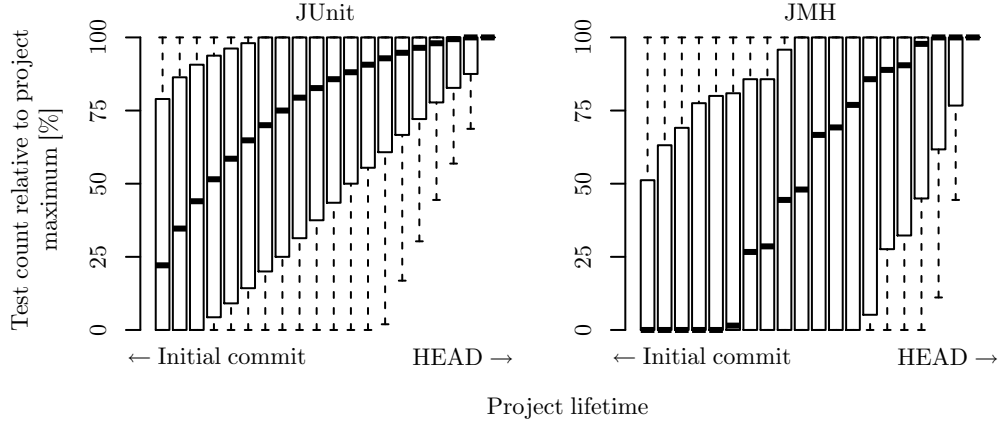 JUnit
JMH
Test count relative to project
maximum [%]
100
75
50
25
0
100
75
50
25
0
← Initial commit
HEAD →
← Initial commit
HEAD →
Project lifetime